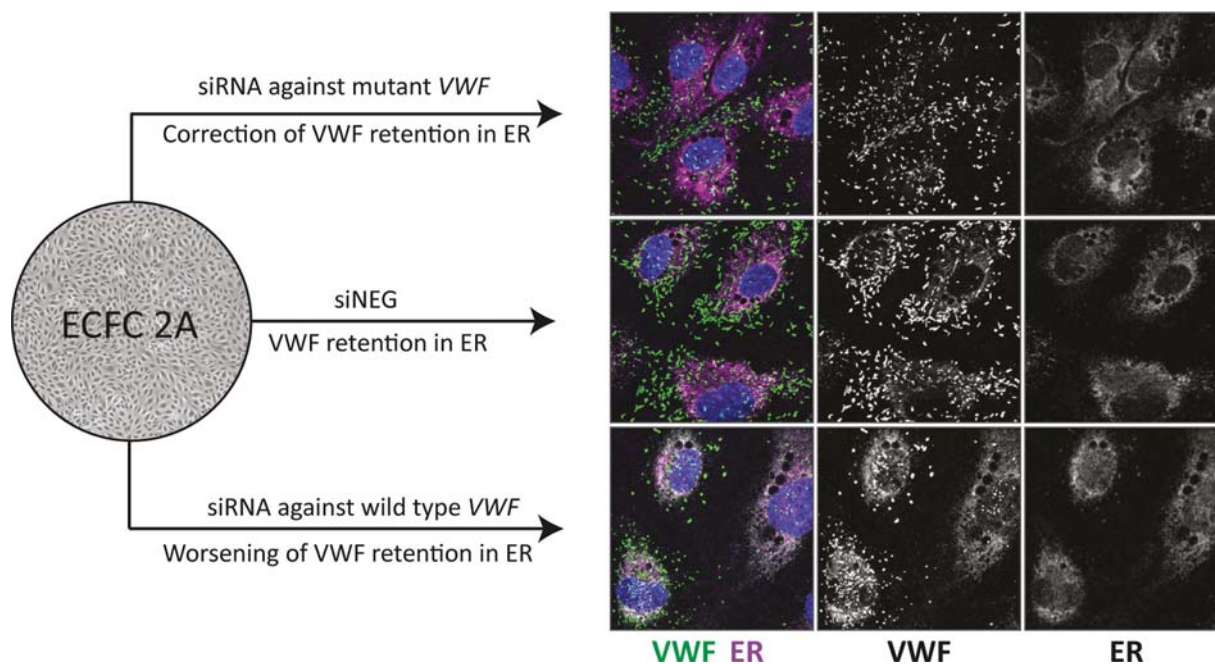 siRNA against mutant VWF
Correction of VWF retention in ER
ECFC 2A
siNEG
VWF retention in ER
siRNA against wild type VWF
Worsening of VWF retention in ER
VWF ER
VWF
ER